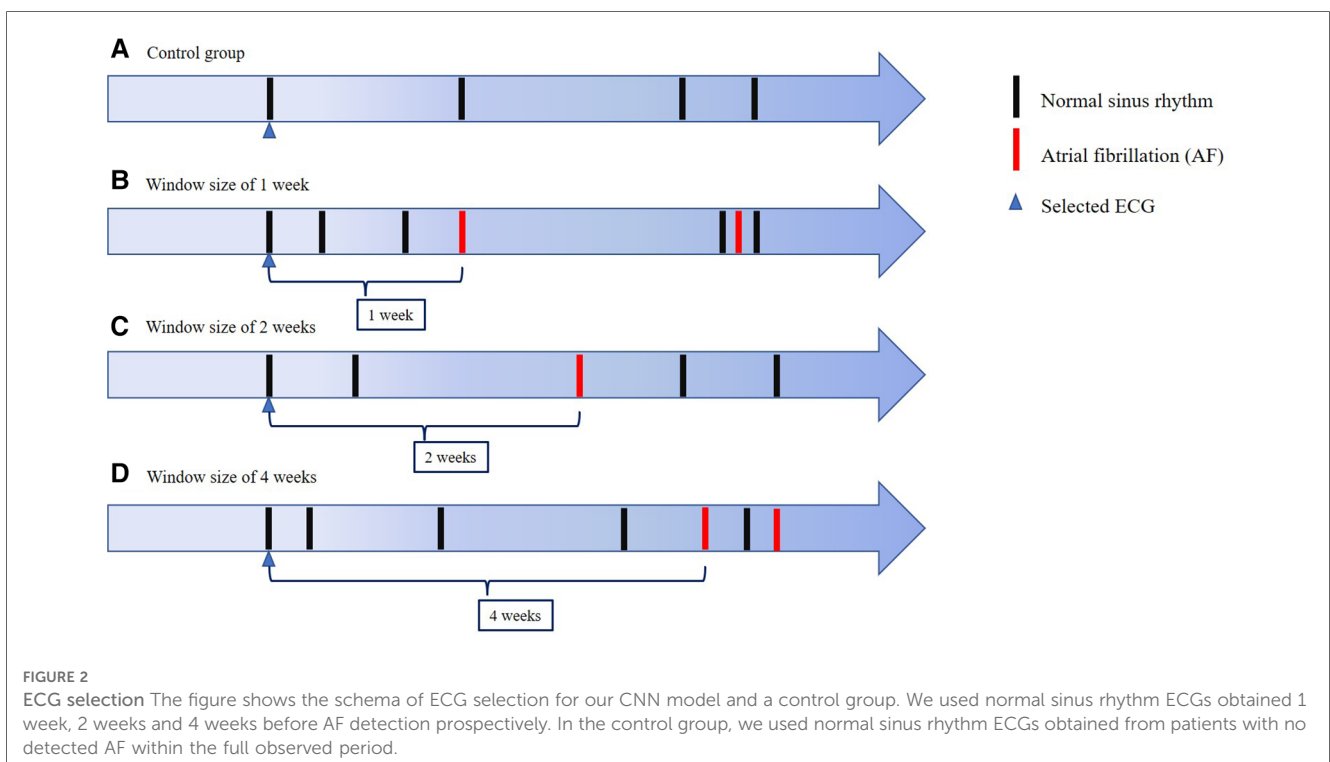 A Control group
Normal sinus rhythm
Atrial fibrillation (AF)
Selected ECG
B Window size of 1 week
1 week
C Window size of 2 weeks
2 weeks
D Window size of 4 weeks
4 weeks
FIGURE 2
ECG selection The figure shows the schema of ECG selection for our CNN model and a control group. We used normal sinus rhythm ECGs obtained 1
week, 2 weeks and 4 weeks before AF detection prospectively. In the control group, we used normal sinus rhythm ECGs obtained from patients with no
detected AF within the full observed period.